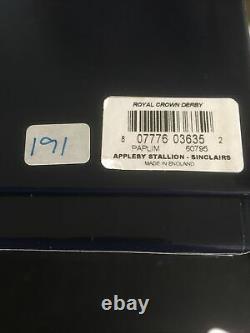 ROYAL CROWN DERBY
8 07776 03635 2
PAPLIM 60795
APPLEBY STALLION - SINCLAIRS
MADE IN ENGLAND
191